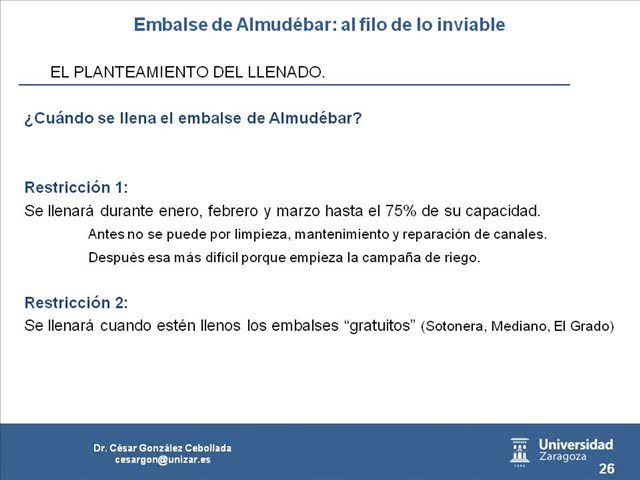 Embalse de Almudébar: al filo de lo inviable
EL PLANTEAMIENTO DEL LLENADO.
¿Cuándo se llena el embalse de Almudébar?
Restricción 1:
Se llenará durante enero, febrero y marzo hasta el 75% de su capacidad.
Antes no se puede por limpieza, mantenimiento y reparación de canales.
Después esa más difícil porque empieza la campaña de riego.
Restricción 2:
Se llenará cuando estén llenos los embalses “gratuitos” (Sotonera, Mediano, El Grado)
Dr. César González Cebollada
cesargon@unizar.es
Universidad
Zaragoza
1542
26